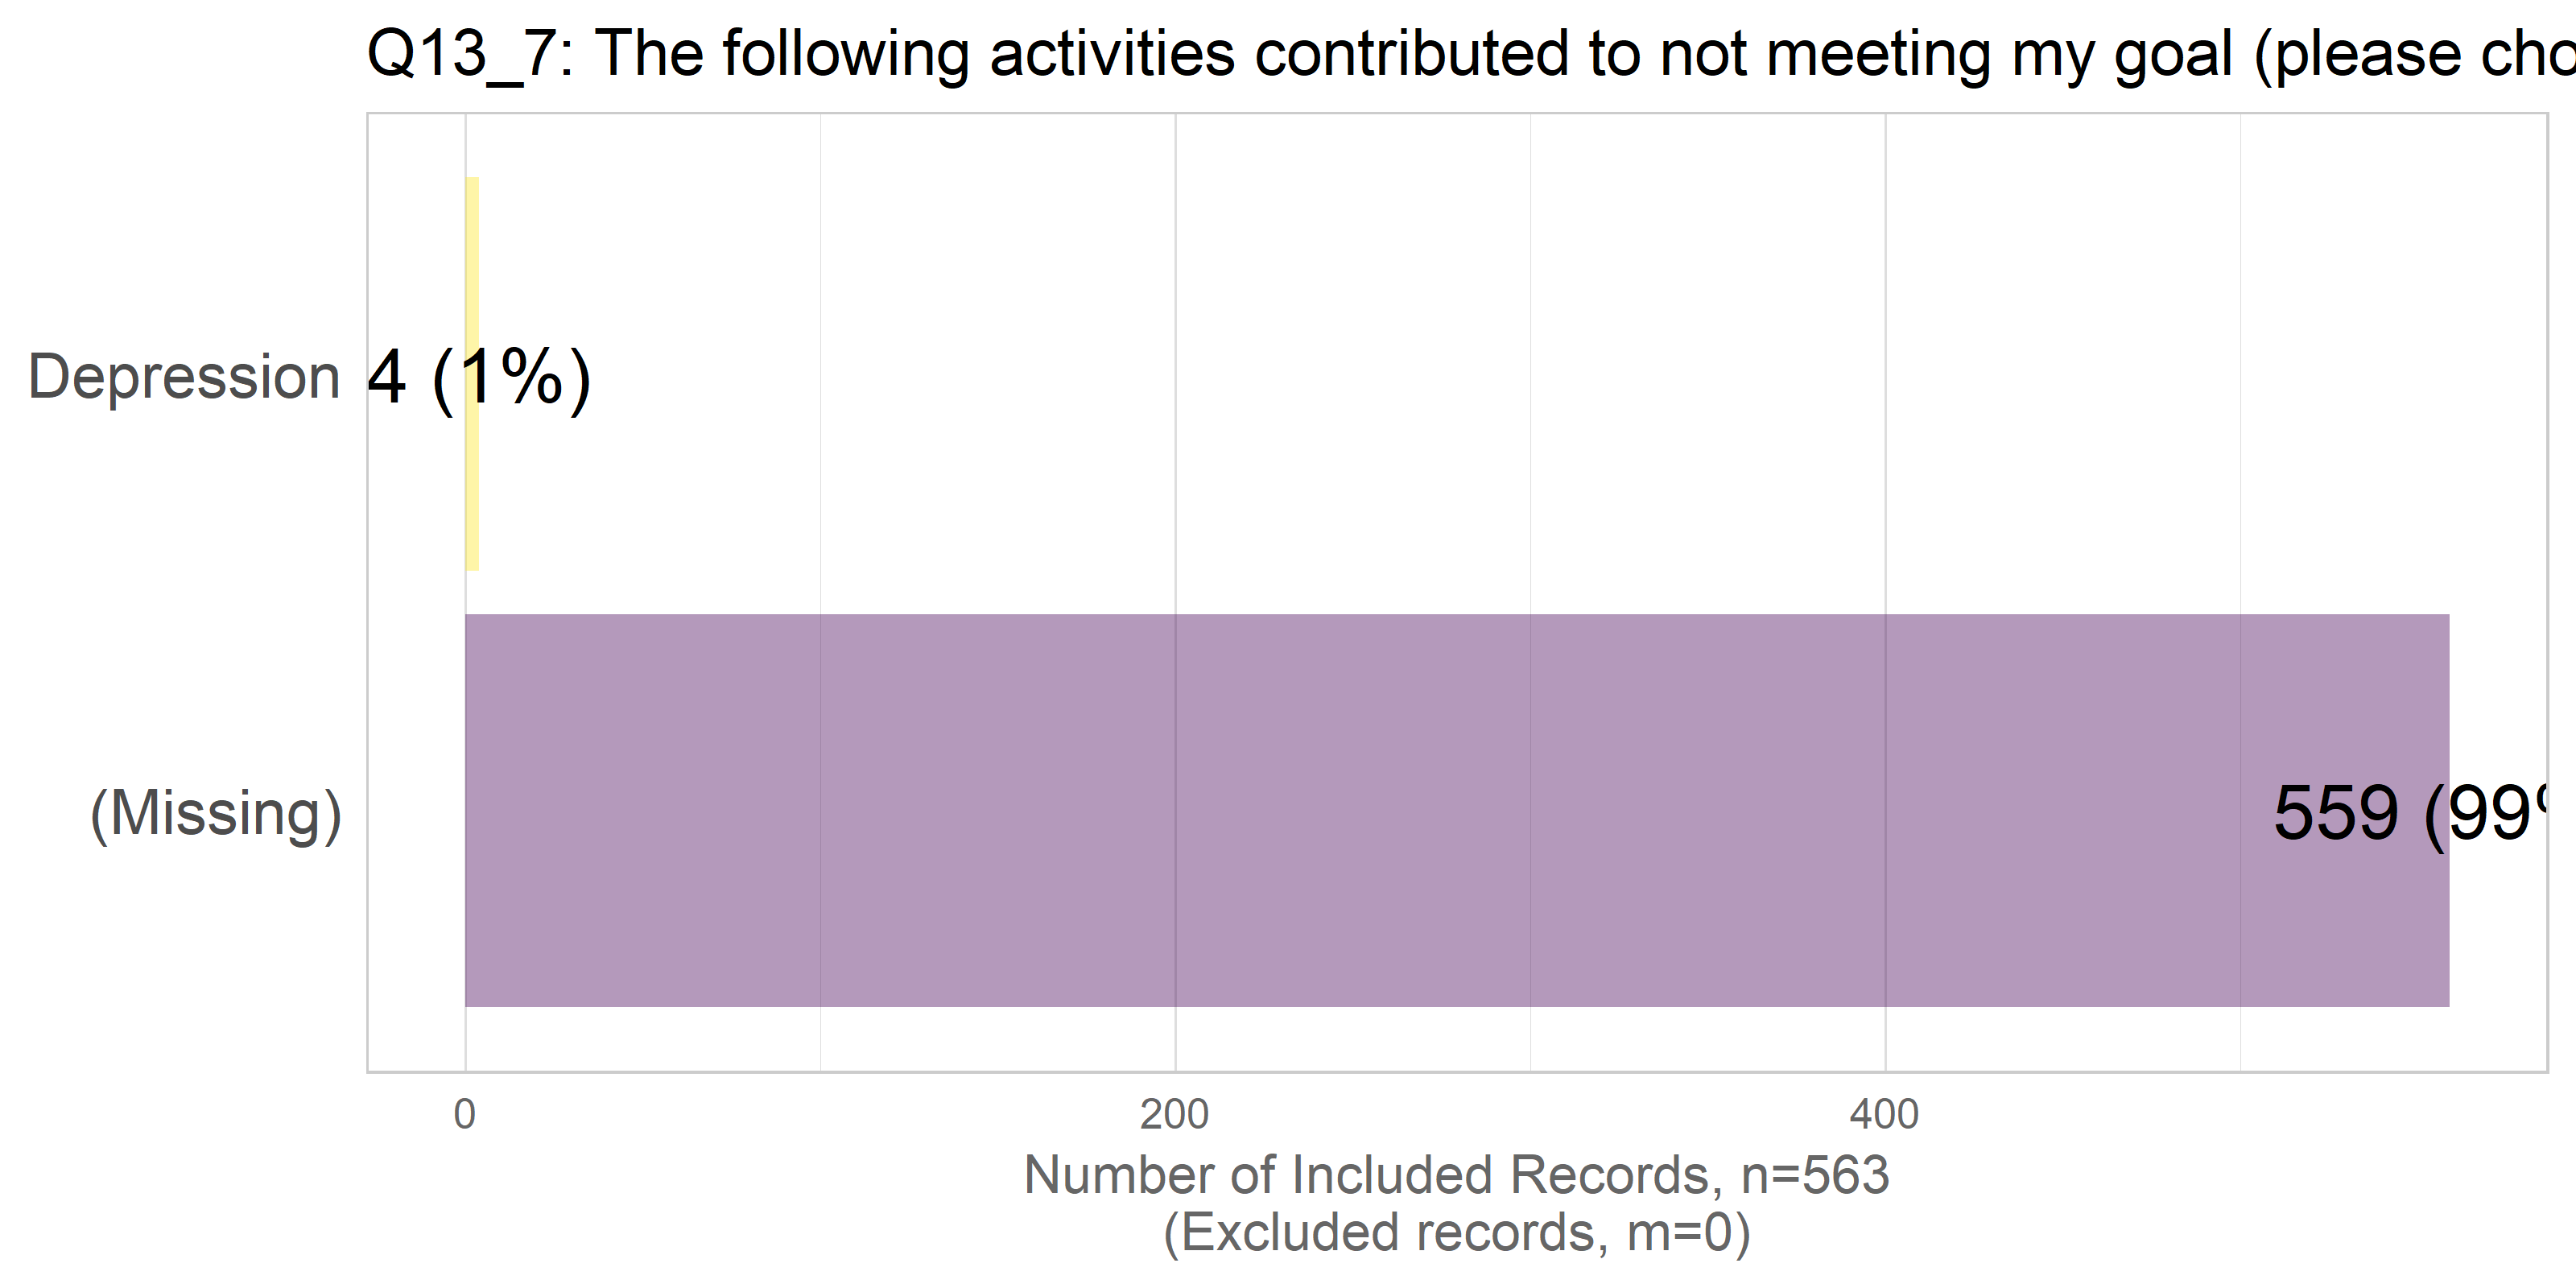 Q13_7: The following activities contributed to not meeting my goal (please cho
Depression 4 (1%)
(Missing) 559 (99
0 200 400
Number of Included Records, n=563
(Excluded records, m=0)